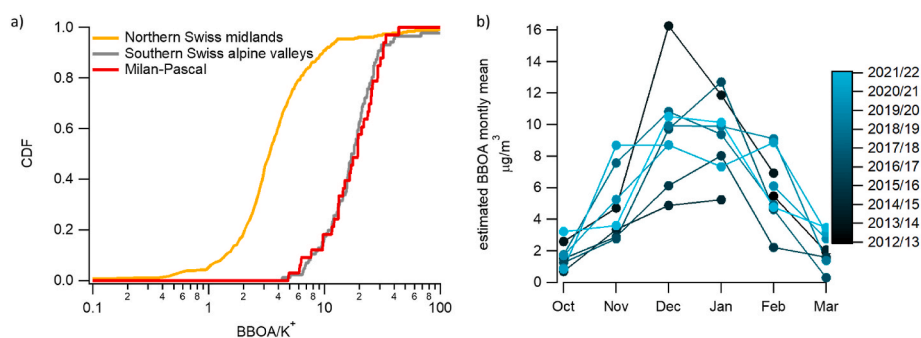 a)
1.0
0.8
0.6
0.4
0.2
0.0
CDF
Northern Swiss midlands
Southern Swiss alpine valleys
Milan-Pascal
0.1 2 4 6 8 1 2 4 6 8 10 2 4 6 8 100
BBOA/K+
b)
16
14
12
10
8
6
4
2
0
estimated BBOA montly mean
µg/m3
Oct Nov Dec Jan Feb Mar
2021/22
2020/21
2019/20
2018/19
2017/18
2016/17
2015/16
2014/15
2013/14
2012/13